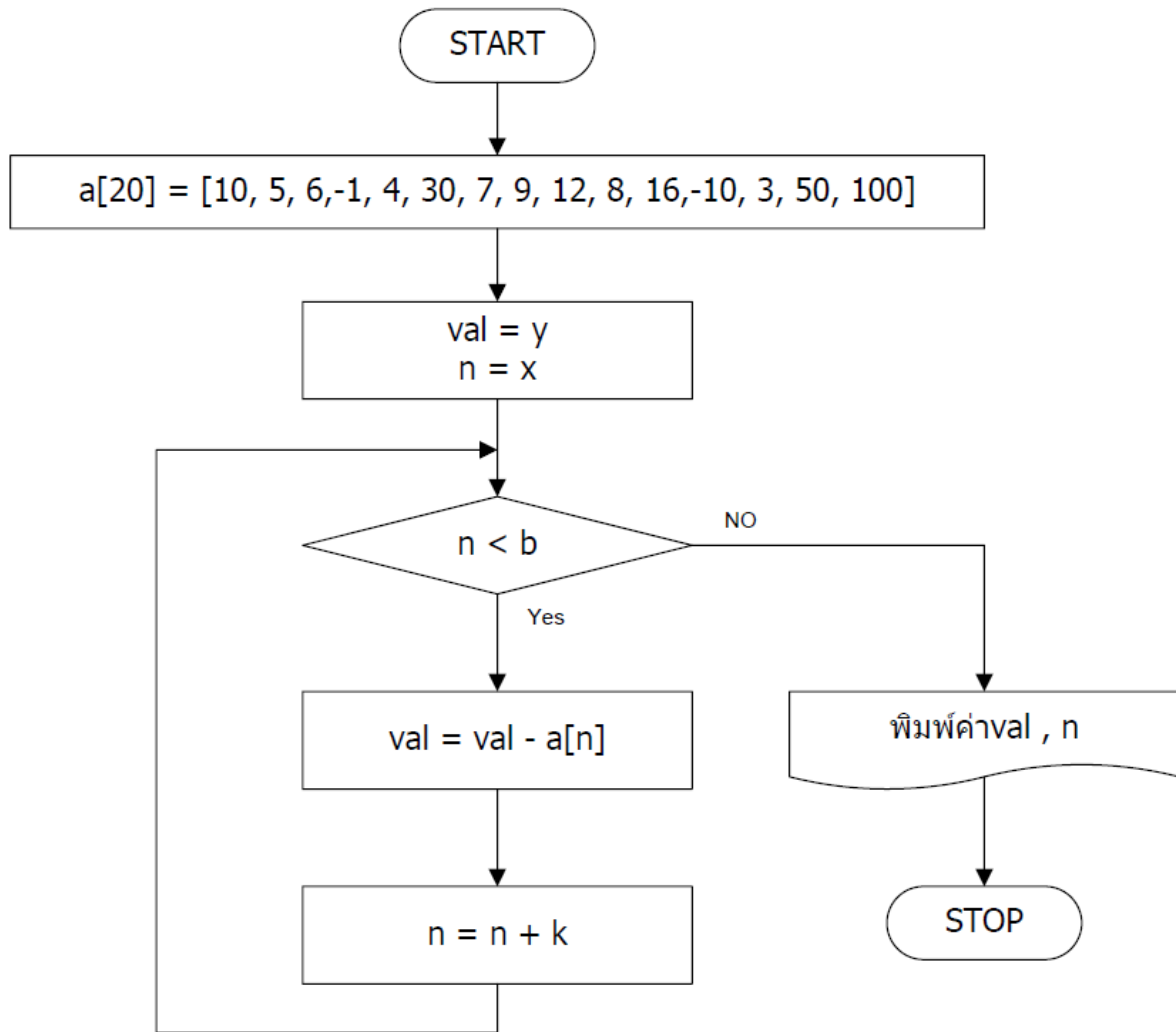 START
a[20] = [10, 5, 6,-1, 4, 30, 7, 9, 12, 8, 16,-10, 3, 50, 100]
val = y
n = x
n < b
NO
Yes
val = val - a[n]
พิมพ์ค่าval , n
n = n + k
STOP